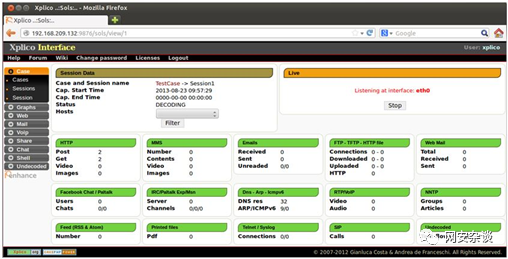 Xplico ..:Sols:.. - Mozilla Firefox
Xplico ..:Sols:..
192.168.209.132:9876/sols/view/1
Google
Xplico Interface
User: xplico
Help Forum Wiki Change password Licenses Logout
Case
Cases
Sessions
Session
Graphs
Web
Mail
Voip
Share
Chat
Shell
Undecoded
enhance
Session Data
Case and Session name TestCase -> Session1
Cap. Start Time 2013-08-23 09:57:29
Cap. End Time 0000-00-00 00:00:00
Status DECODING
Hosts
Filter
Live
Listening at interface: eth0
Stop
HTTP
Post 2
Get 2
Video 0
Images 0
MMS
Number 0
Contents 0
Video 0
Images 0
Emails
Received 0
Sent 0
Unreaded 0/0
FTP - TFTP - HTTP file
Connections 0 - 0
Downloaded 0 - 0
Uploaded 0 - 0
HTTP 0
Web Mail
Total 0
Received 0
Sent 0
Facebook Chat / Paltalk
Users 0
Chats 0/0
IRC/Paltalk Exp/Msn
Server 0
Channels 0/0/0
Dns - Arp - Icmpv6
DNS res 32
ARP/ICMPv6 9/0
RTP/VoIP
Video 0
Audio 0
NNTP
Groups 0
Articles 0
Feed (RSS & Atom)
Number 0
Printed files
Pdf 0
Telnet / Syslog
Connections 0/0
SIP
Calls 0
Undecoded
网安杂谈
© 2007-2012 Gianluca Costa & Andrea de Franceschi. All rights reserved.